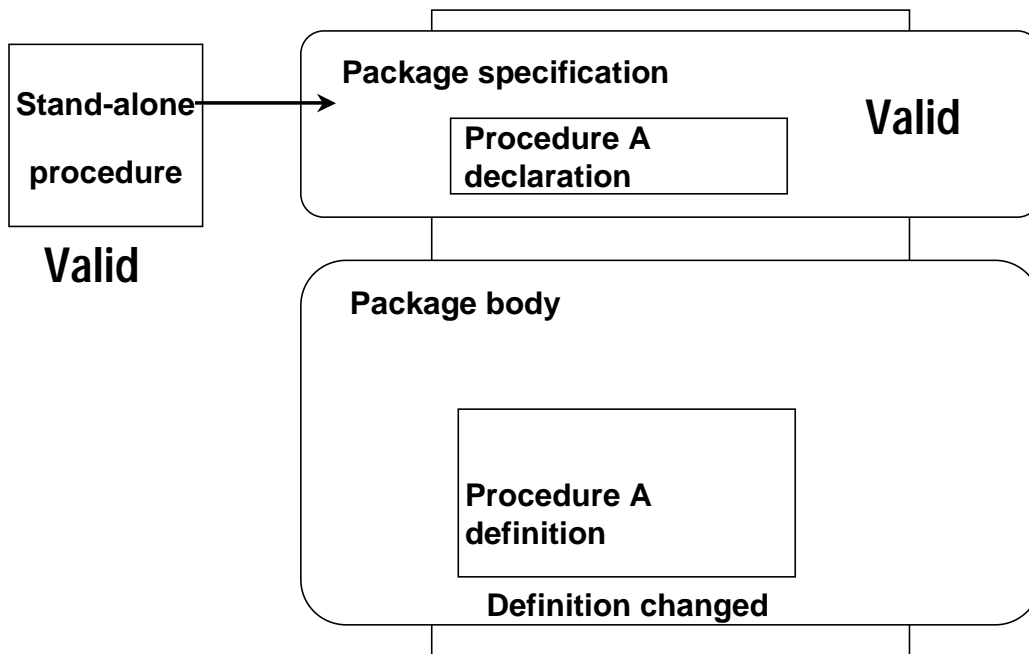 Stand-alone
procedure
Valid
Package specification
Procedure A
declaration
Valid
Package body
Procedure A
definition
Definition changed